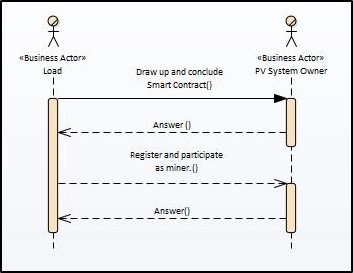 «Business Actor»
Load
«Business Actor»
PV System Owner
Draw up and conclude
Smart Contract()
Answer ()
Register and participate
as miner.()
Answer()